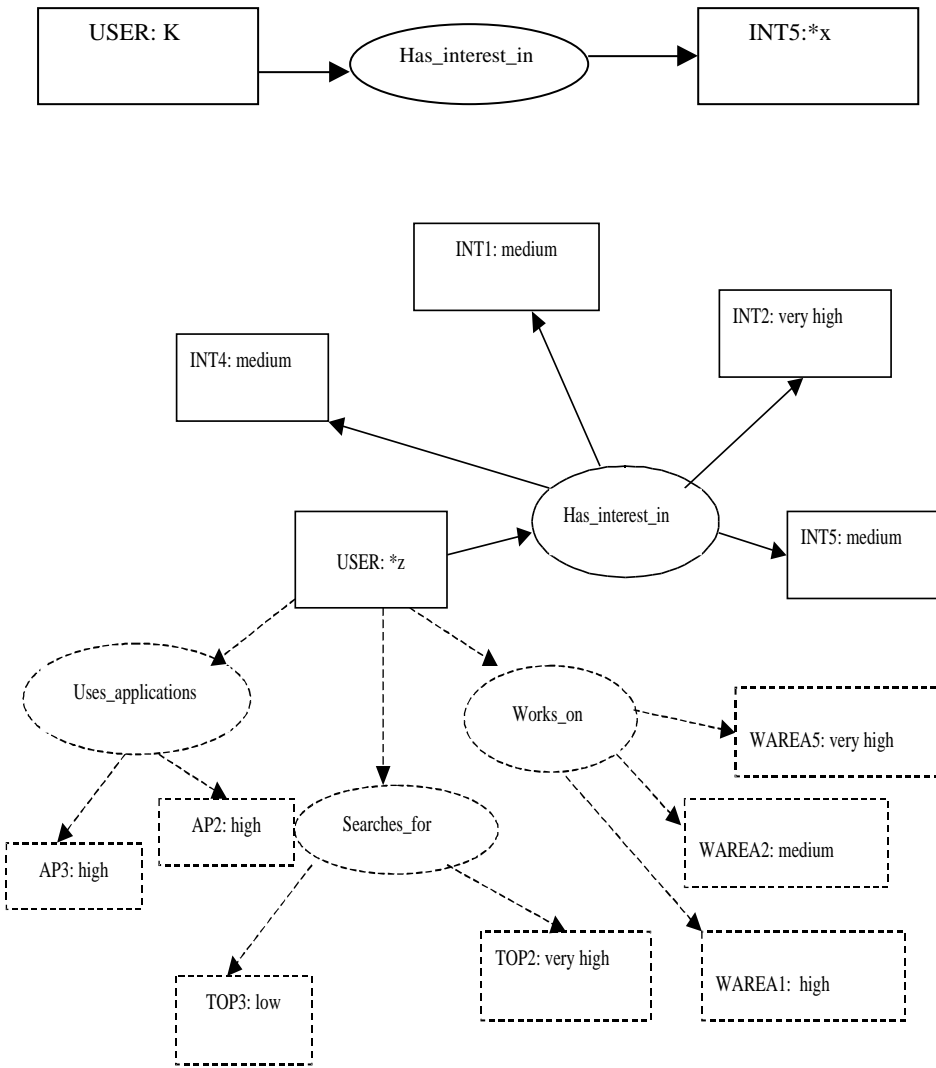 USER: K
Has_interest_in
INT5:*x
INT1: medium
INT2: very high
INT4: medium
Has_interest_in
INT5: medium
USER: *z
Uses_applications
Works_on
WAREA5: very high
AP2: high
Searches_for
WAREA2: medium
AP3: high
TOP2: very high
WAREA1: high
TOP3: low